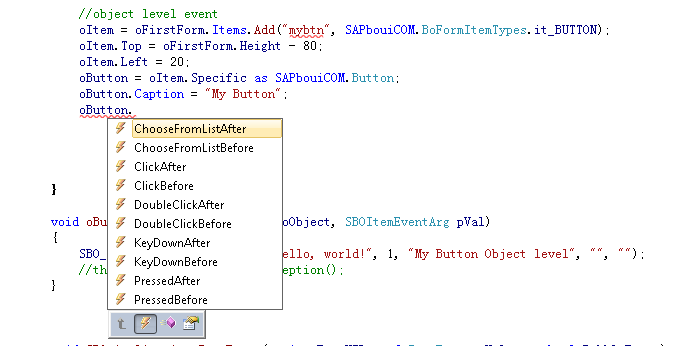 //object level event
oItem = oFirstForm.Items.Add("mybtn", SAPbouiCOM.BoFormItemTypes.it_BUTTON);
oItem.Top = oFirstForm.Height - 80;
oItem.Left = 20;
oButton = oItem.Specific as SAPbouiCOM.Button;
oButton.Caption = "My Button";
oButton.
ChooseFromListAfter
ChooseFromListBefore
ClickAfter
ClickBefore
}
DoubleClickAfter
void oBu DoubleClickBefore oObject, SBOItemEventArg pVal)
{
KeyDownAfter
SBO_ ello, world!", 1, "My Button Object level", "", "");
KeyDownBefore
//th eption();
PressedAfter
}
PressedBefore